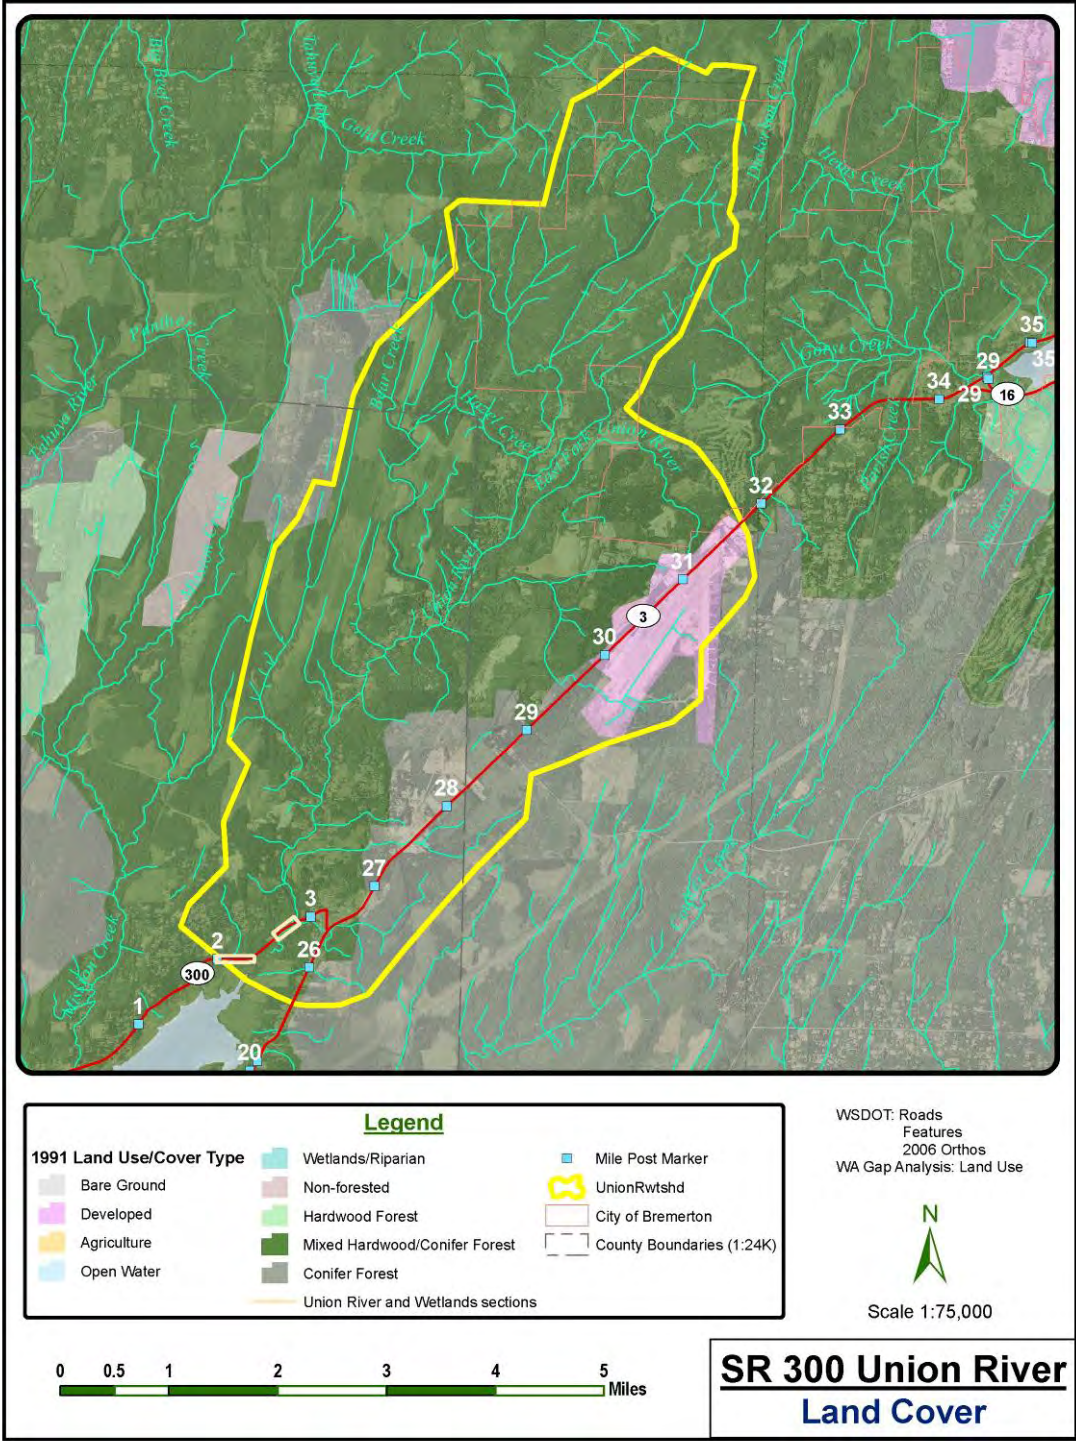 Big Beef Creek
Tahuya River
Gold Creek
Dickerson Creek
Heins Creek
Panther Creek
Tahuya River
Bear Creek
Hazel Creek
East Fork Union River
Gorst Creek
Parish Creek
Anderson Creek
Mission Creek
Union River
Mission Creek
35
35
29
29
16
34
33
32
31
3
30
29
28
27
3
2
26
300
1
20
Legend
1991 Land Use/Cover Type
Bare Ground
Developed
Agriculture
Open Water
Wetlands/Riparian
Non-forested
Hardwood Forest
Mixed Hardwood/Conifer Forest
Conifer Forest
Union River and Wetlands sections
Mile Post Marker
UnionRwtshd
City of Bremerton
County Boundaries (1:24K)
WSDOT: Roads
Features
2006 Orthos
WA Gap Analysis: Land Use
N
Scale 1:75,000
0 0.5 1 2 3 4 5
Miles
SR 300 Union River
Land Cover